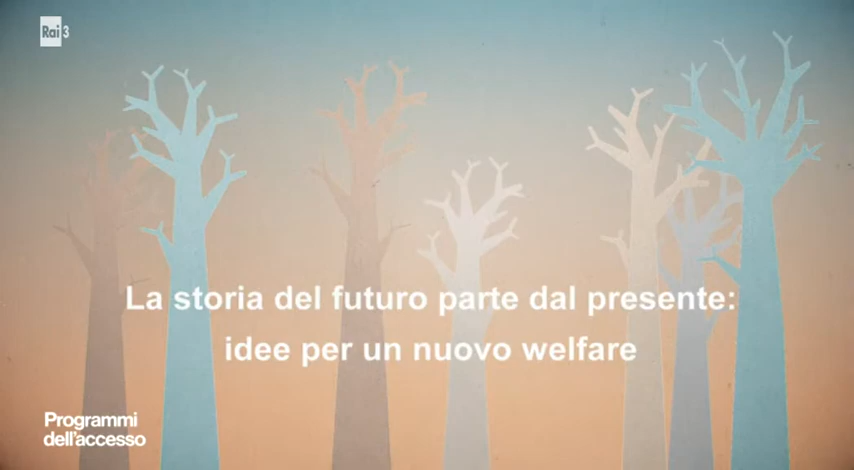 Rai 3
La storia del futuro parte dal presente:
idee per un nuovo welfare
Programmi
dell'accesso